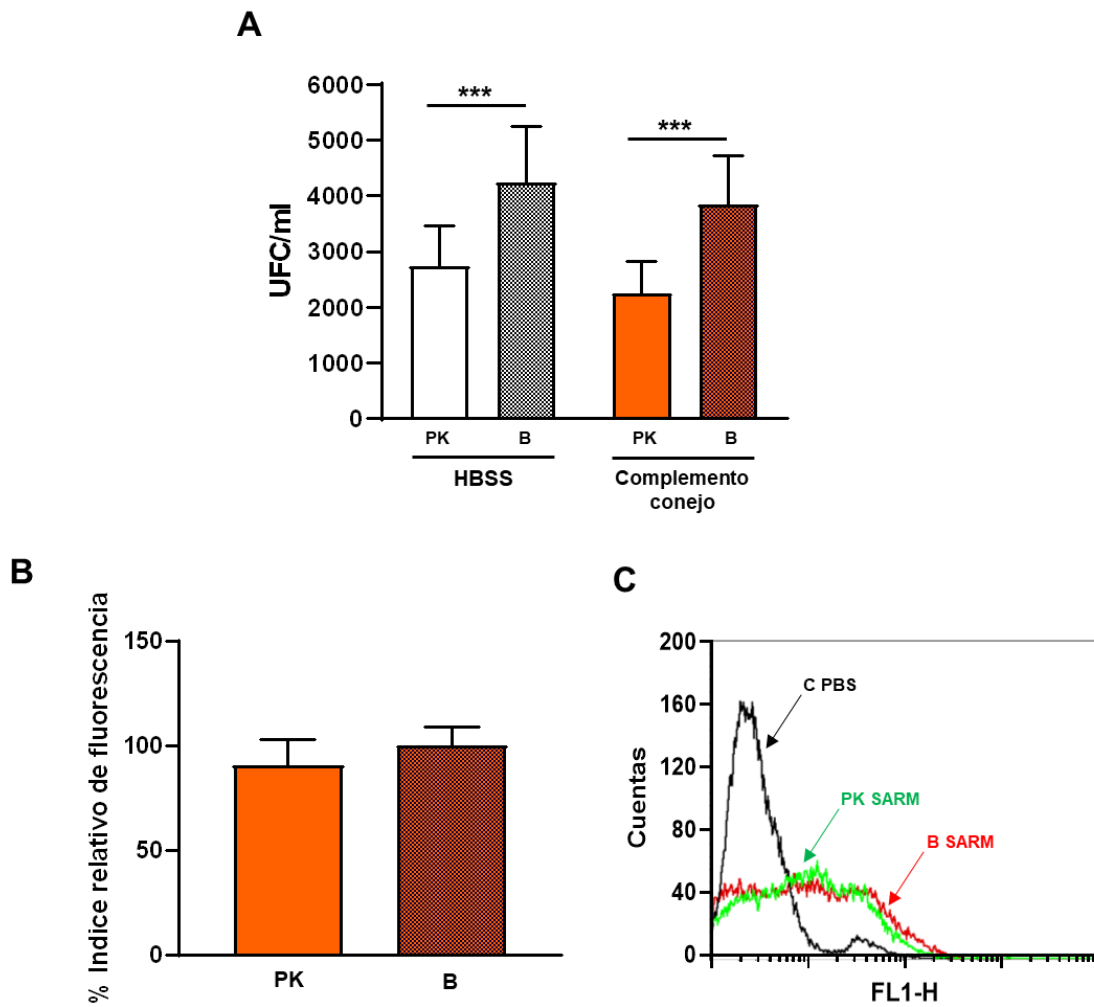 A
6000
5000
4000
3000
2000
1000
0
UFC/ml
***
***
PK
B
PK
B
HBSS
Complemento
conejo
B
% Indice relativo de fluorescencia
150
100
50
0
PK
B
C
200
160
120
80
40
0
Cuentas
C PBS
PK SARM
B SARM
FL1-H